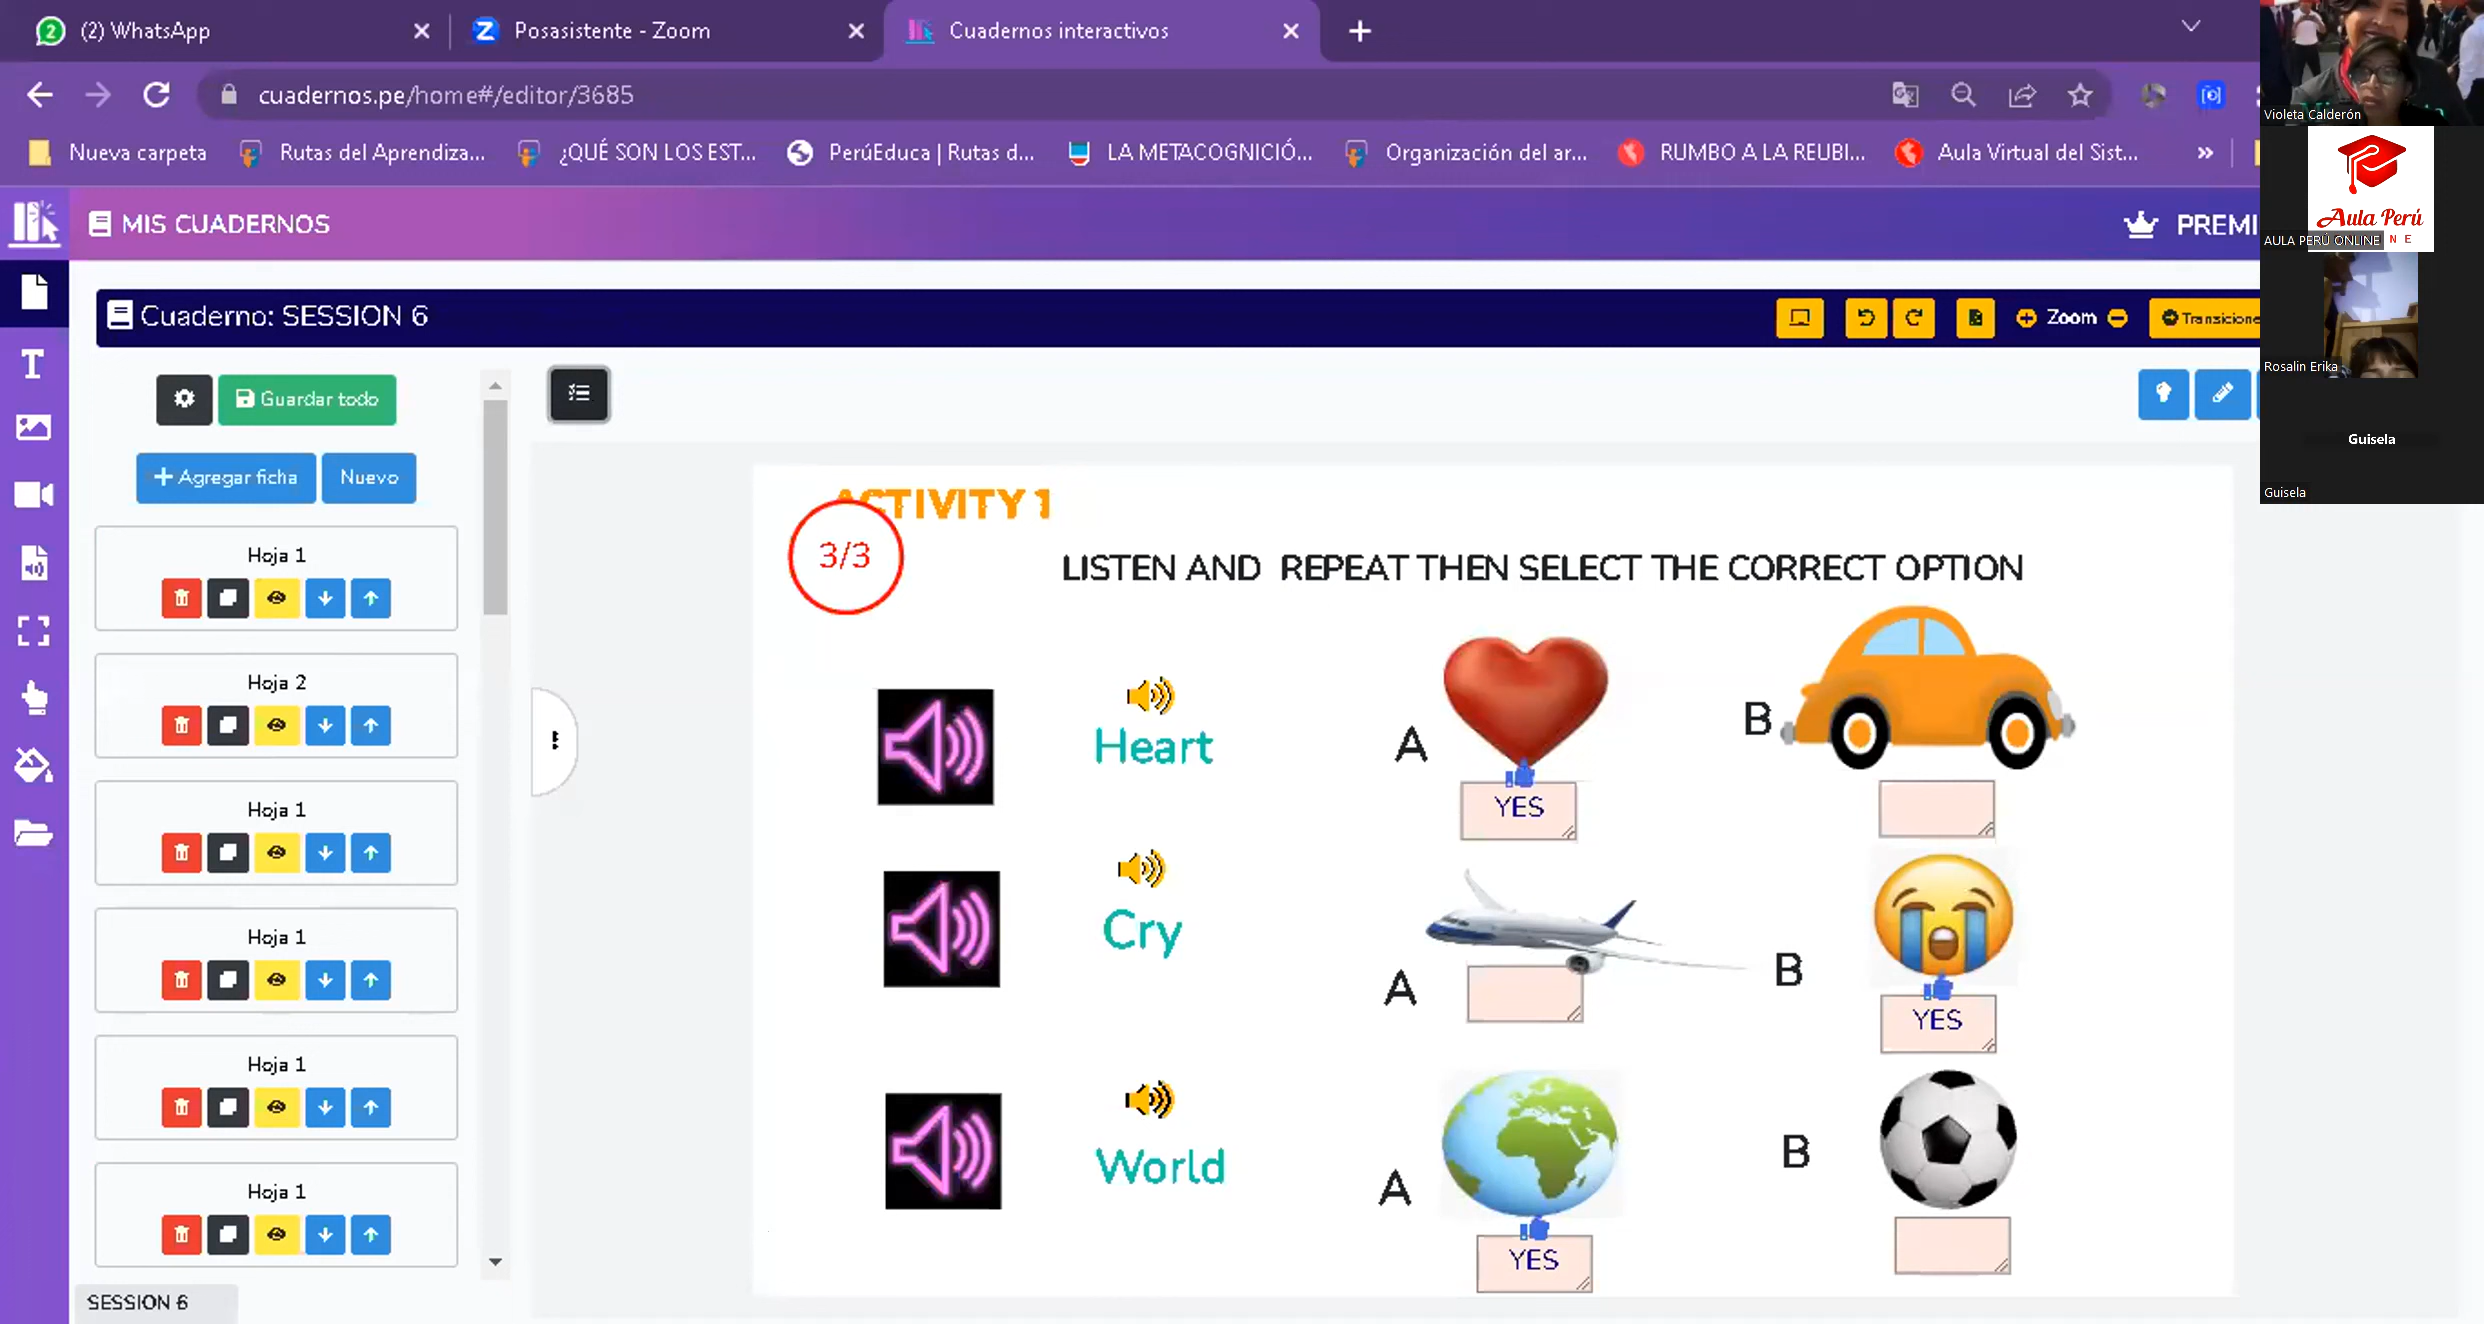 (2) WhatsApp
Posasistente - Zoom
Cuadernos interactivos
cuadernos.pe/home#/editor/3685
Nueva carpeta
Rutas del Aprendiza...
¿QUÉ SON LOS EST...
PerúEduca | Rutas d...
LA METACOGNICIÓ...
Organización del ar...
RUMBO A LA REUBI...
Aula Virtual del Sist...
MIS CUADERNOS
PREMI
Cuaderno: SESSION 6
Zoom
Transicione
Guardar todo
Agregar ficha
Nuevo
Hoja 1
Hoja 2
Hoja 1
Hoja 1
Hoja 1
Hoja 1
SESSION 6
ACTIVITY 1
3/3
LISTEN AND REPEAT THEN SELECT THE CORRECT OPTION
Heart
A
YES
B
Cry
A
B
YES
World
A
YES
B
Violeta Calderón
Aula Perú
AULA PERÚ ONLINE
N E
Rosalin Erika
Guisela
Guisela